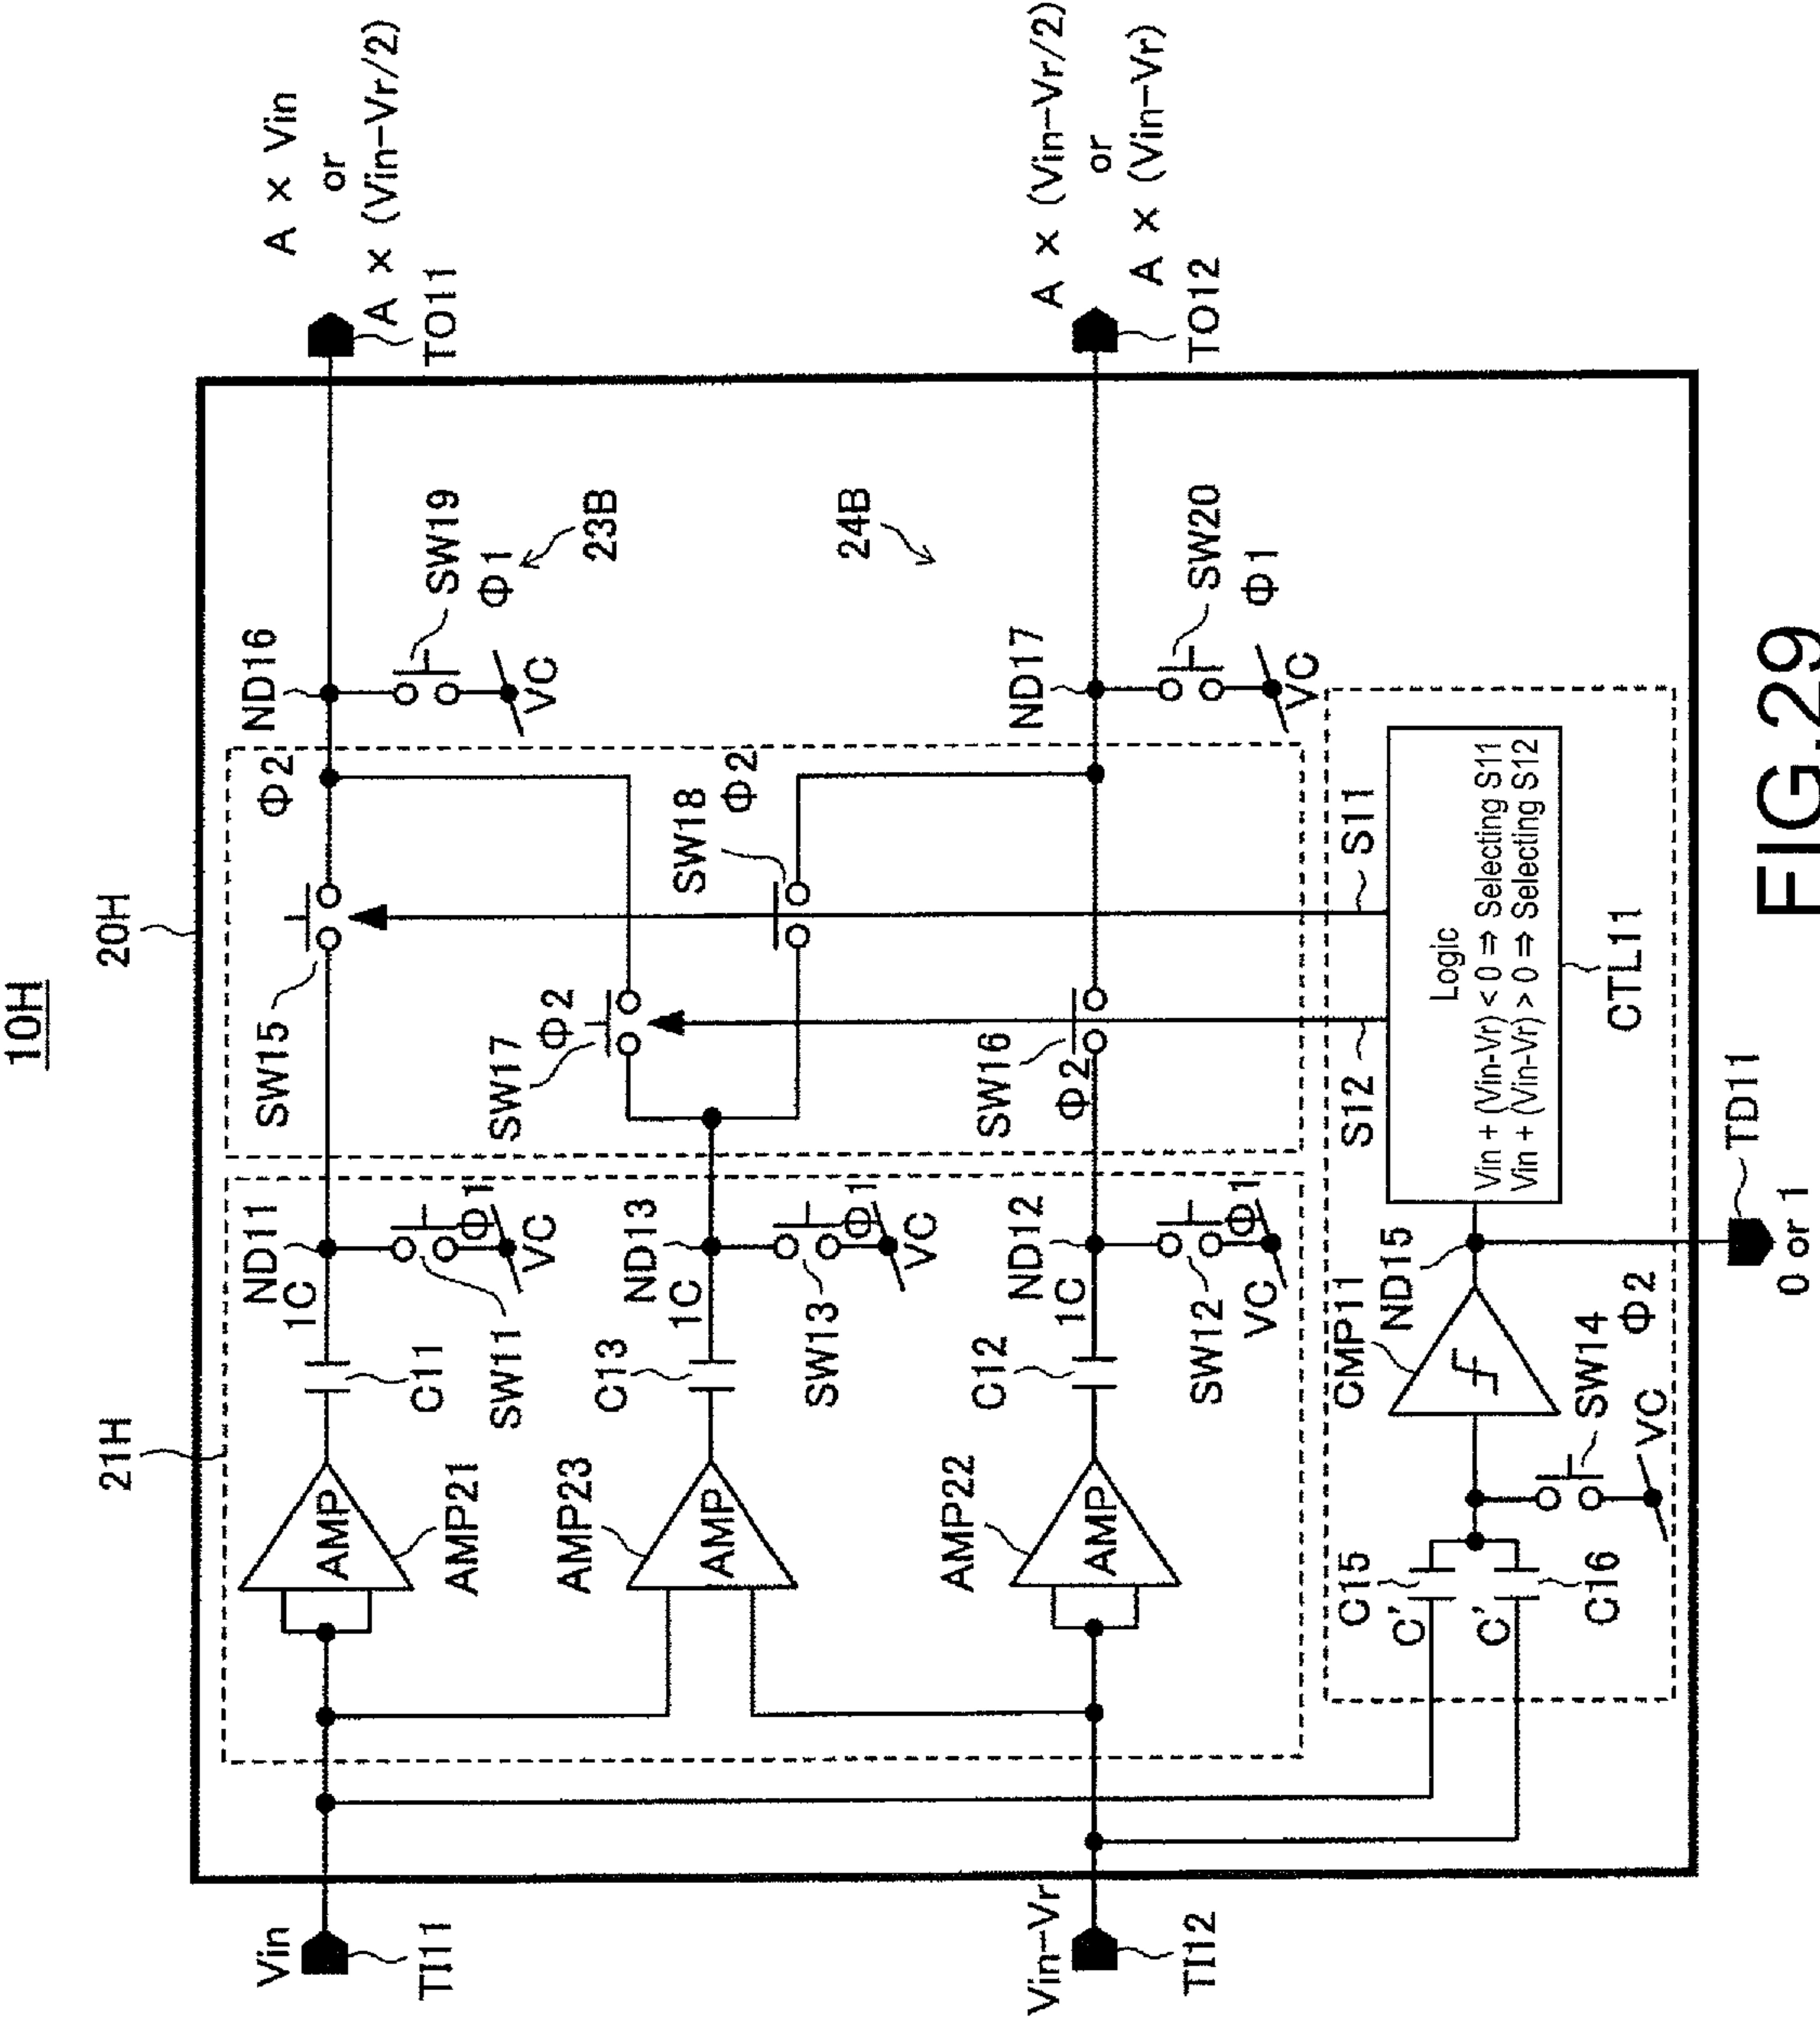 10H
20H
21H
Vin
TI11
Vin-Vr
TI12
AMP
AMP21
AMP
AMP23
AMP
AMP22
C11
1C
ND11
SW11
Φ1
VC
C13
1C
ND13
SW13
Φ1
VC
C12
1C
ND12
SW12
Φ1
VC
VC
SW15
Φ2
SW17
Φ2
SW18
Φ2
SW16
Φ2
ND16
SW19
Φ1
VC
23B
24B
ND17
SW20
Φ1
VC
A × Vin
or
A × (Vin-Vr/2)
TO11
A × (Vin-Vr/2)
or
A × (Vin-Vr)
TO12
C15
C'
C'
C16
CMP11
ND15
SW14
Φ2
VC
S12
S11
Logic
Vin + (Vin-Vr) < 0 ⇒ Selecting S11
Vin + (Vin-Vr) > 0 ⇒ Selecting S12
CTL11
TD11
0 or 1
FIG.29